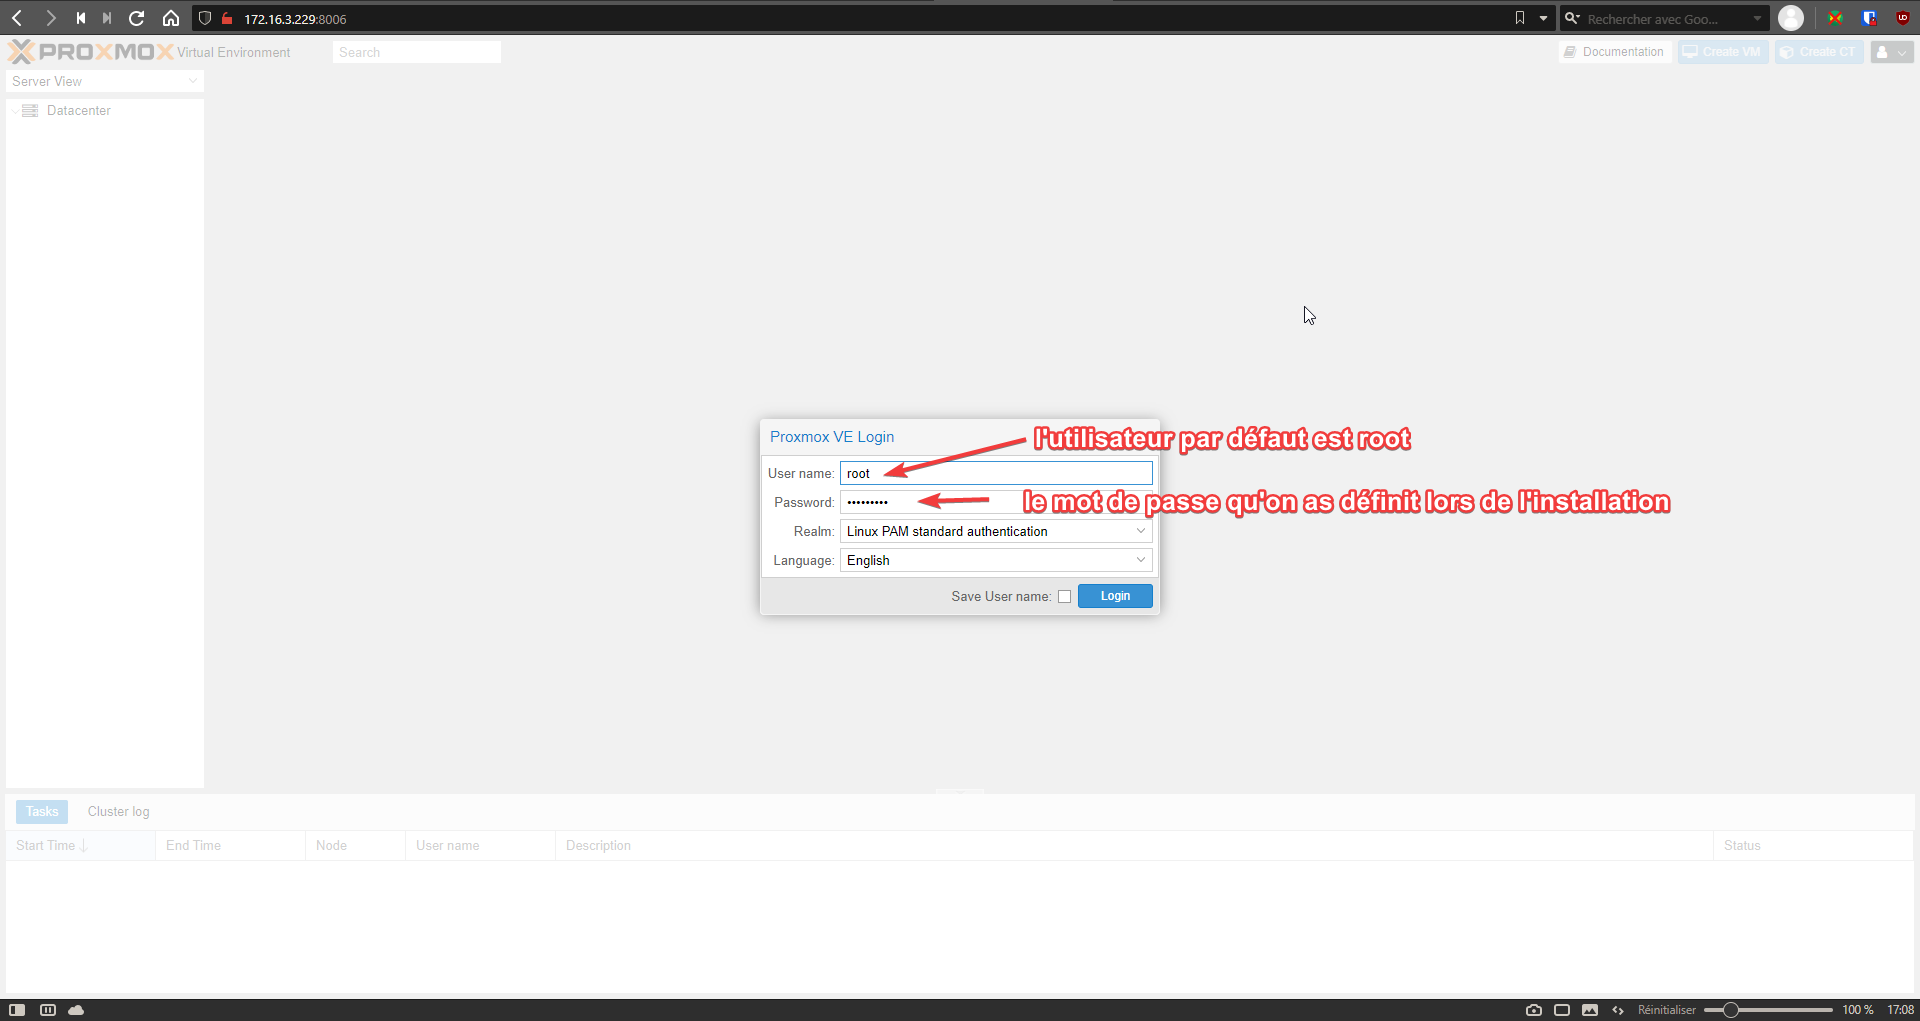 172.16.3.229:8006
Rechercher avec Goo...
PROXMOX Virtual Environment
Search
Documentation
Create VM
Create CT
Server View
Datacenter
Proxmox VE Login
l'utilisateur par défaut est root
User name: root
Password: •••••••••
le mot de passe qu'on as définit lors de l'installation
Realm: Linux PAM standard authentication
Language: English
Save User name:
Login
Tasks
Cluster log
Start Time
End Time
Node
User name
Description
Status
Réinitialiser
100 %
17:08